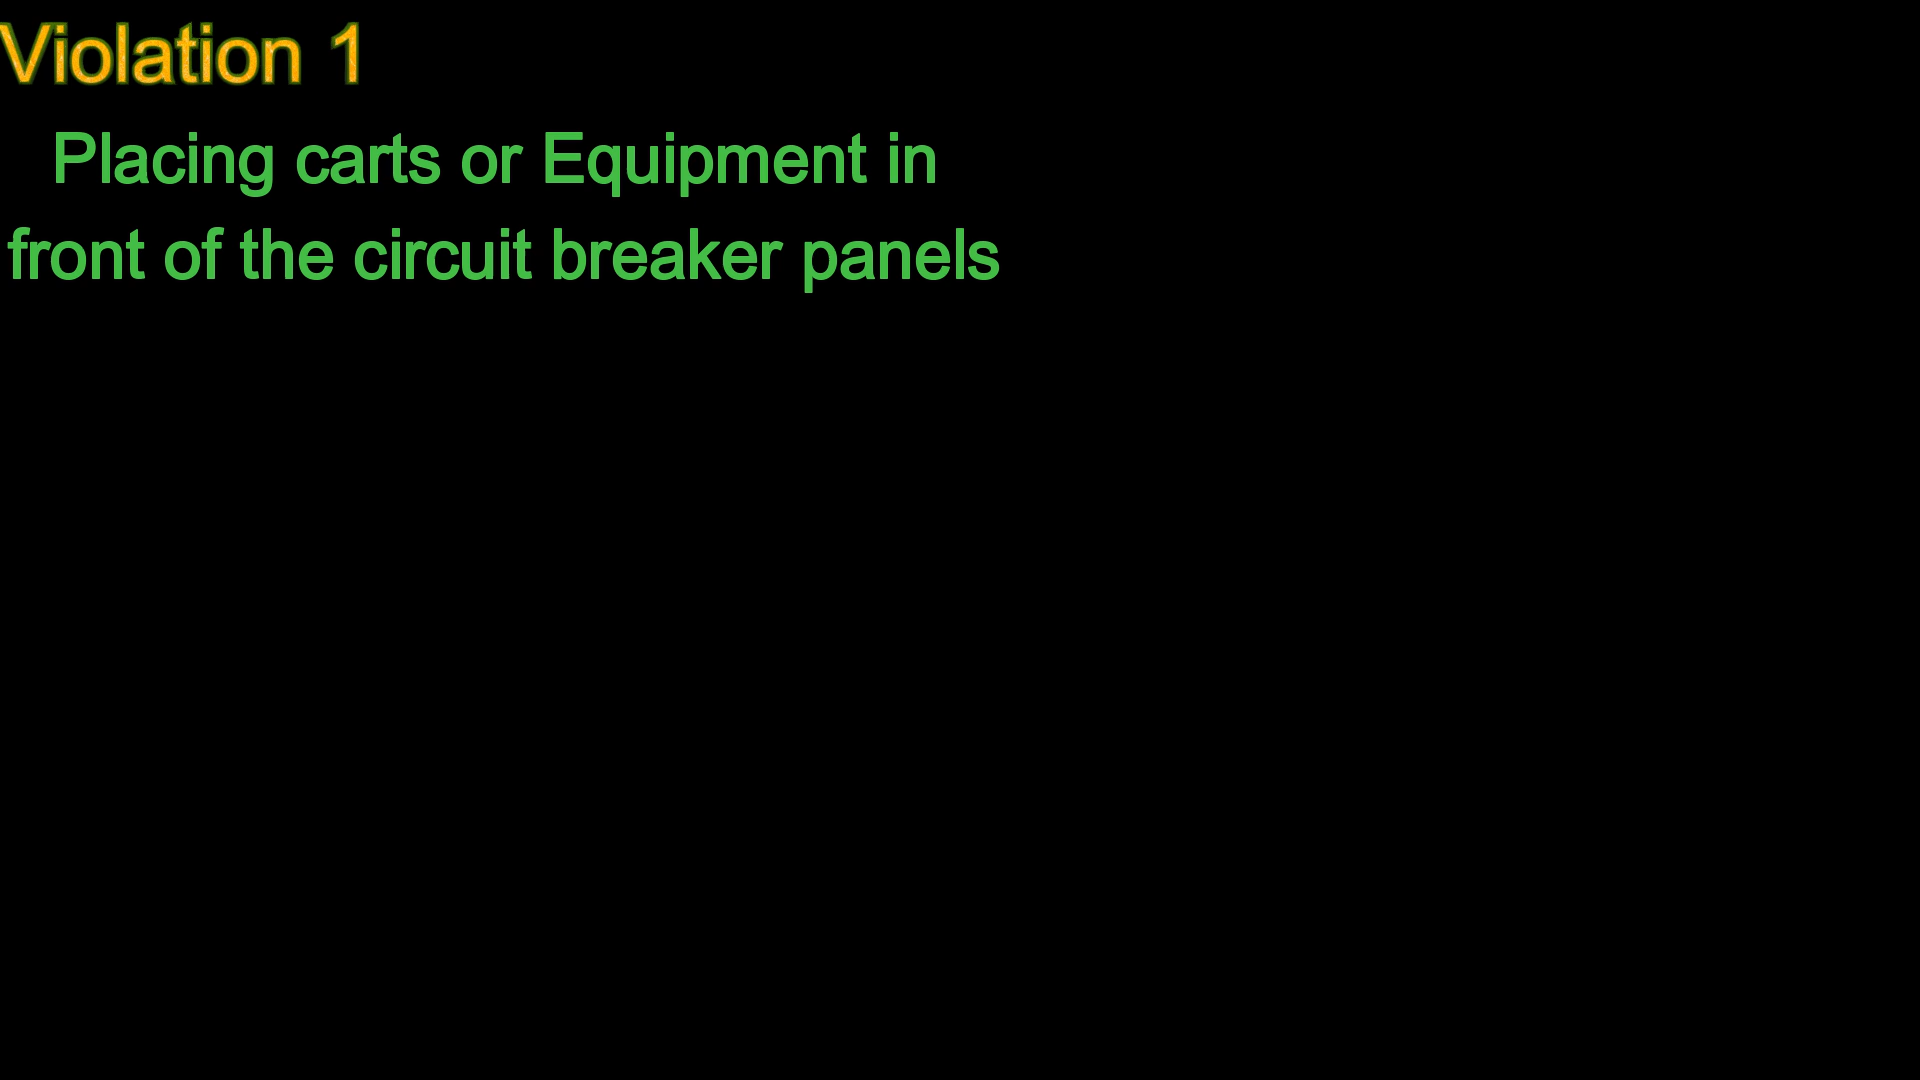 Violation 1
Placing carts or Equipment in
front of the circuit breaker panels